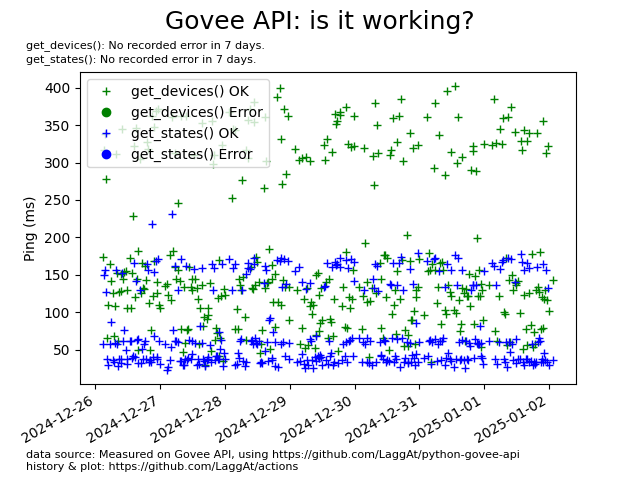 Govee API: is it working?
get_devices(): No recorded error in 7 days.
get_states(): No recorded error in 7 days.
get_devices() OK
get_devices() Error
get_states() OK
get_states() Error
400
350
300
250
200
150
100
50
Ping (ms)
2024-12-26
2024-12-27
2024-12-28
2024-12-29
2024-12-30
2024-12-31
2025-01-01
2025-01-02
data source: Measured on Govee API, using https://github.com/LaggAt/python-govee-api
history & plot: https://github.com/LaggAt/actions